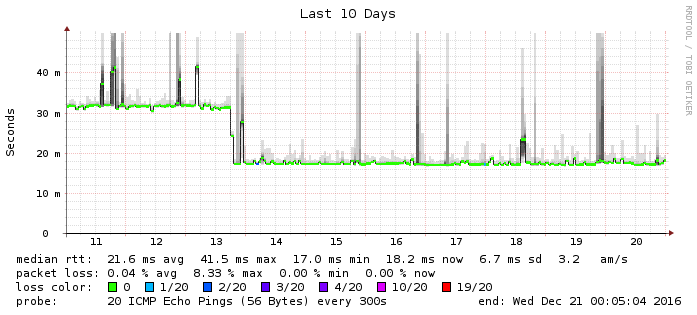 Last 10 Days
RRDTOOL / TOBI OETIKER
Seconds
40 m
30 m
20 m
10 m
0
11 12 13 14 15 16 17 18 19 20
median rtt: 21.6 ms avg 41.5 ms max 17.0 ms min 18.2 ms now 6.7 ms sd 3.2 am/s
packet loss: 0.04 % avg 8.33 % max 0.00 % min 0.00 % now
loss color: 0 1/20 2/20 3/20 4/20 10/20 19/20
probe: 20 ICMP Echo Pings (56 Bytes) every 300s end: Wed Dec 21 00:05:04 2016